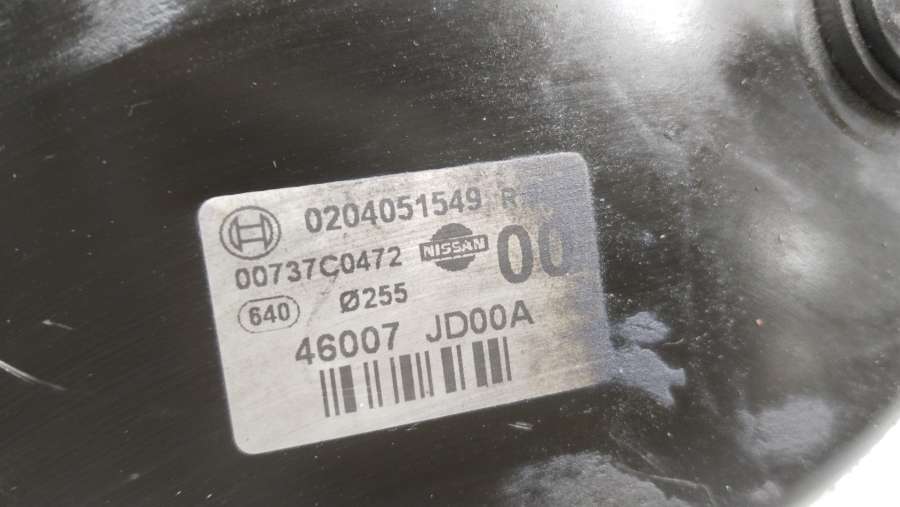 0204051549 R
00737C0472 NISSAN 00
640 Ø255
46007 JD00A